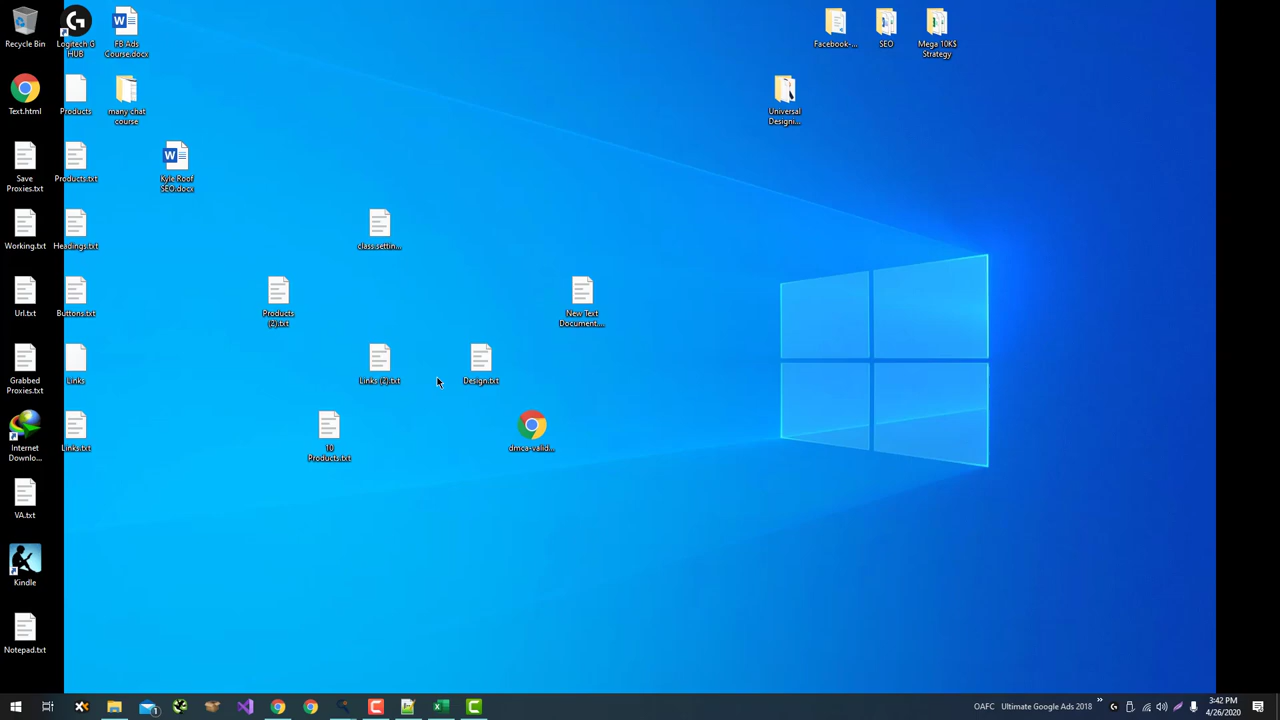 Recycle Bin
Logitech G
HUB
FB Ads
Course.docx
Facebook-...
SEO
Mega 10K$
Strategy
Text.html
Products
many chat
course
Universal
Designi...
Save
Proxies.txt
Products.txt
Kyle Roof
SEO.docx
Working.txt
Headings.txt
class.settin...
Url.txt
Buttons.txt
Products
(2).txt
New Text
Document...
Grabbed
Proxies.txt
Links
Links (2).txt
Design.txt
Internet
Downlo...
Links.txt
10
Products.txt
dmca-valid...
VA.txt
Kindle
Notepad.txt
OAFC
Ultimate Google Ads 2018
3:42 PM
4/26/2020